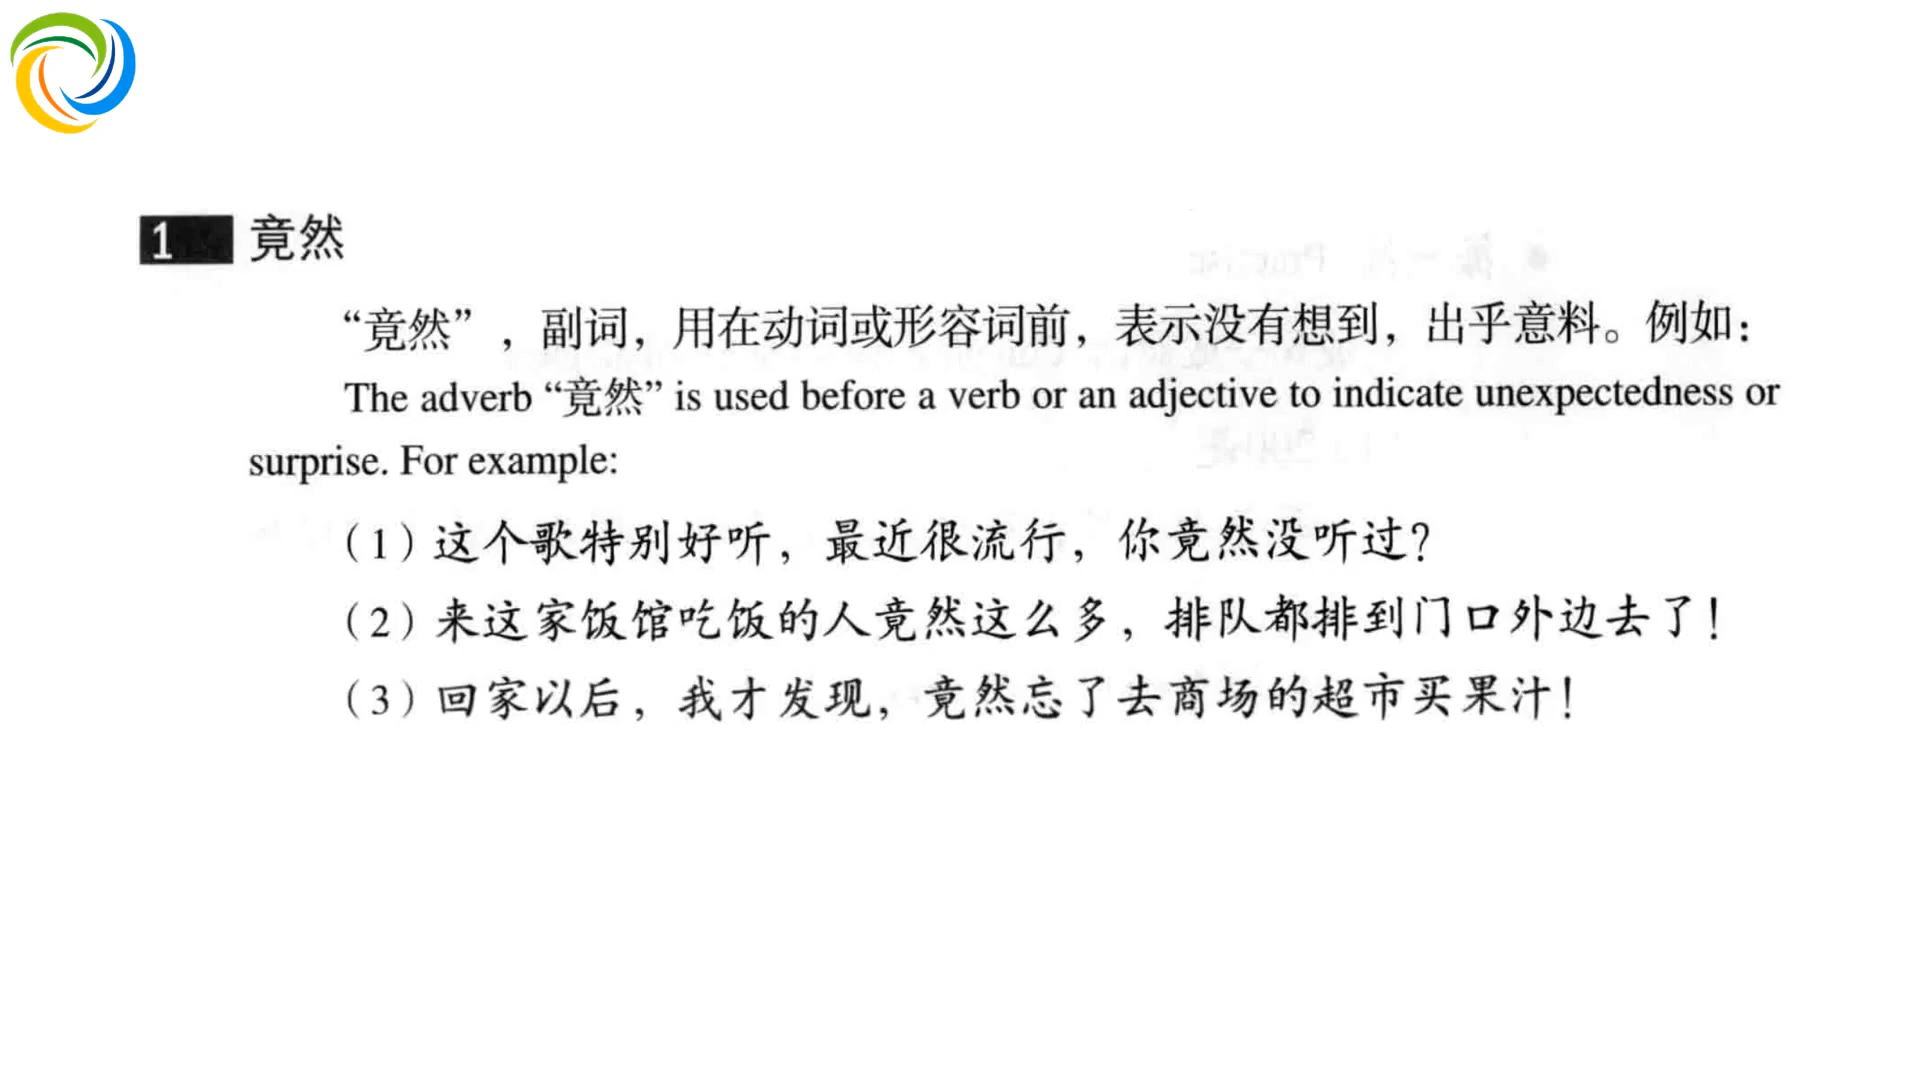 1 竟然
“竟然”，副词，用在动词或形容词前，表示没有想到，出乎意料。例如：
The adverb “竟然” is used before a verb or an adjective to indicate unexpectedness or
surprise. For example:
（1）这个歌特别好听，最近很流行，你竟然没听过？
（2）来这家饭馆吃饭的人竟然这么多，排队都排到门口外边去了！
（3）回家以后，我才发现，竟然忘了去商场的超市买果汁！